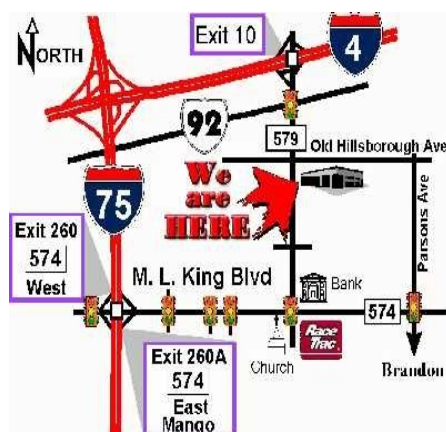 NORTH
Exit 10
4
92
579
Old Hillsborough Ave
We
are
HERE
75
Parsons Ave
Exit 260
574
West
M. L. King Blvd
Bank
574
Race
Trac
Church
Brandon
Exit 260A
574
East
Mango